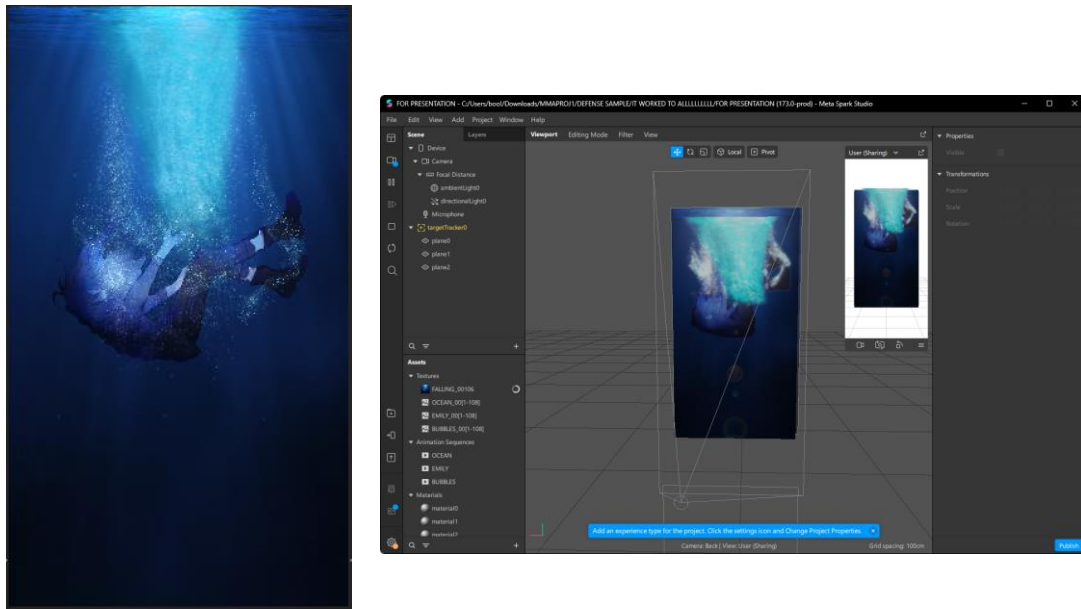 FOR PRESENTATION - C:/Users/bool/Downloads/MMAPROJ1/DEFENSE SAMPLE/IT WORKED TO ALLLLLLLLL/FOR PRESENTATION (173.0-prod) - Meta Spark Studio
File Edit View Add Project Window Help
Scene Layers
Viewport Editing Mode Filter View
Device
Camera
Focal Distance
ambientLight0
directionalLight0
Microphone
targetTracker0
plane0
plane1
plane2
Assets
Textures
FALLING_00106
OCEAN_00[1-108]
EMILY_00[1-108]
BUBBLES_00[1-108]
Animation Sequences
OCEAN
EMILY
BUBBLES
Materials
material0
material1
material2
Local Pivot
User (Sharing)
Add an experience type for the project. Click the settings icon and Change Project Properties.
Camera: Back | View: User (Sharing)
Grid spacing: 100cm
Properties
Visible
Transformations
Position
Scale
Rotation
Publish